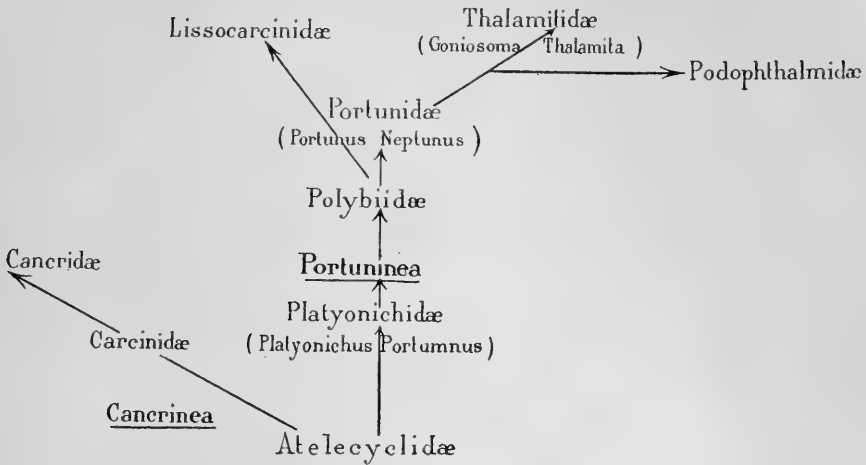 Thalamitidæ
Lissocarcinidæ
( Goniosoma Thalamita )
Podophthalmidæ
Portunidæ
( Portunus Neptunus )
Polybiidæ
Cancridæ
Portuninea
Platyonichidæ
Carcinidæ
( Platyonichus Portumnus )
Cancrinea
Atelecyclidæ